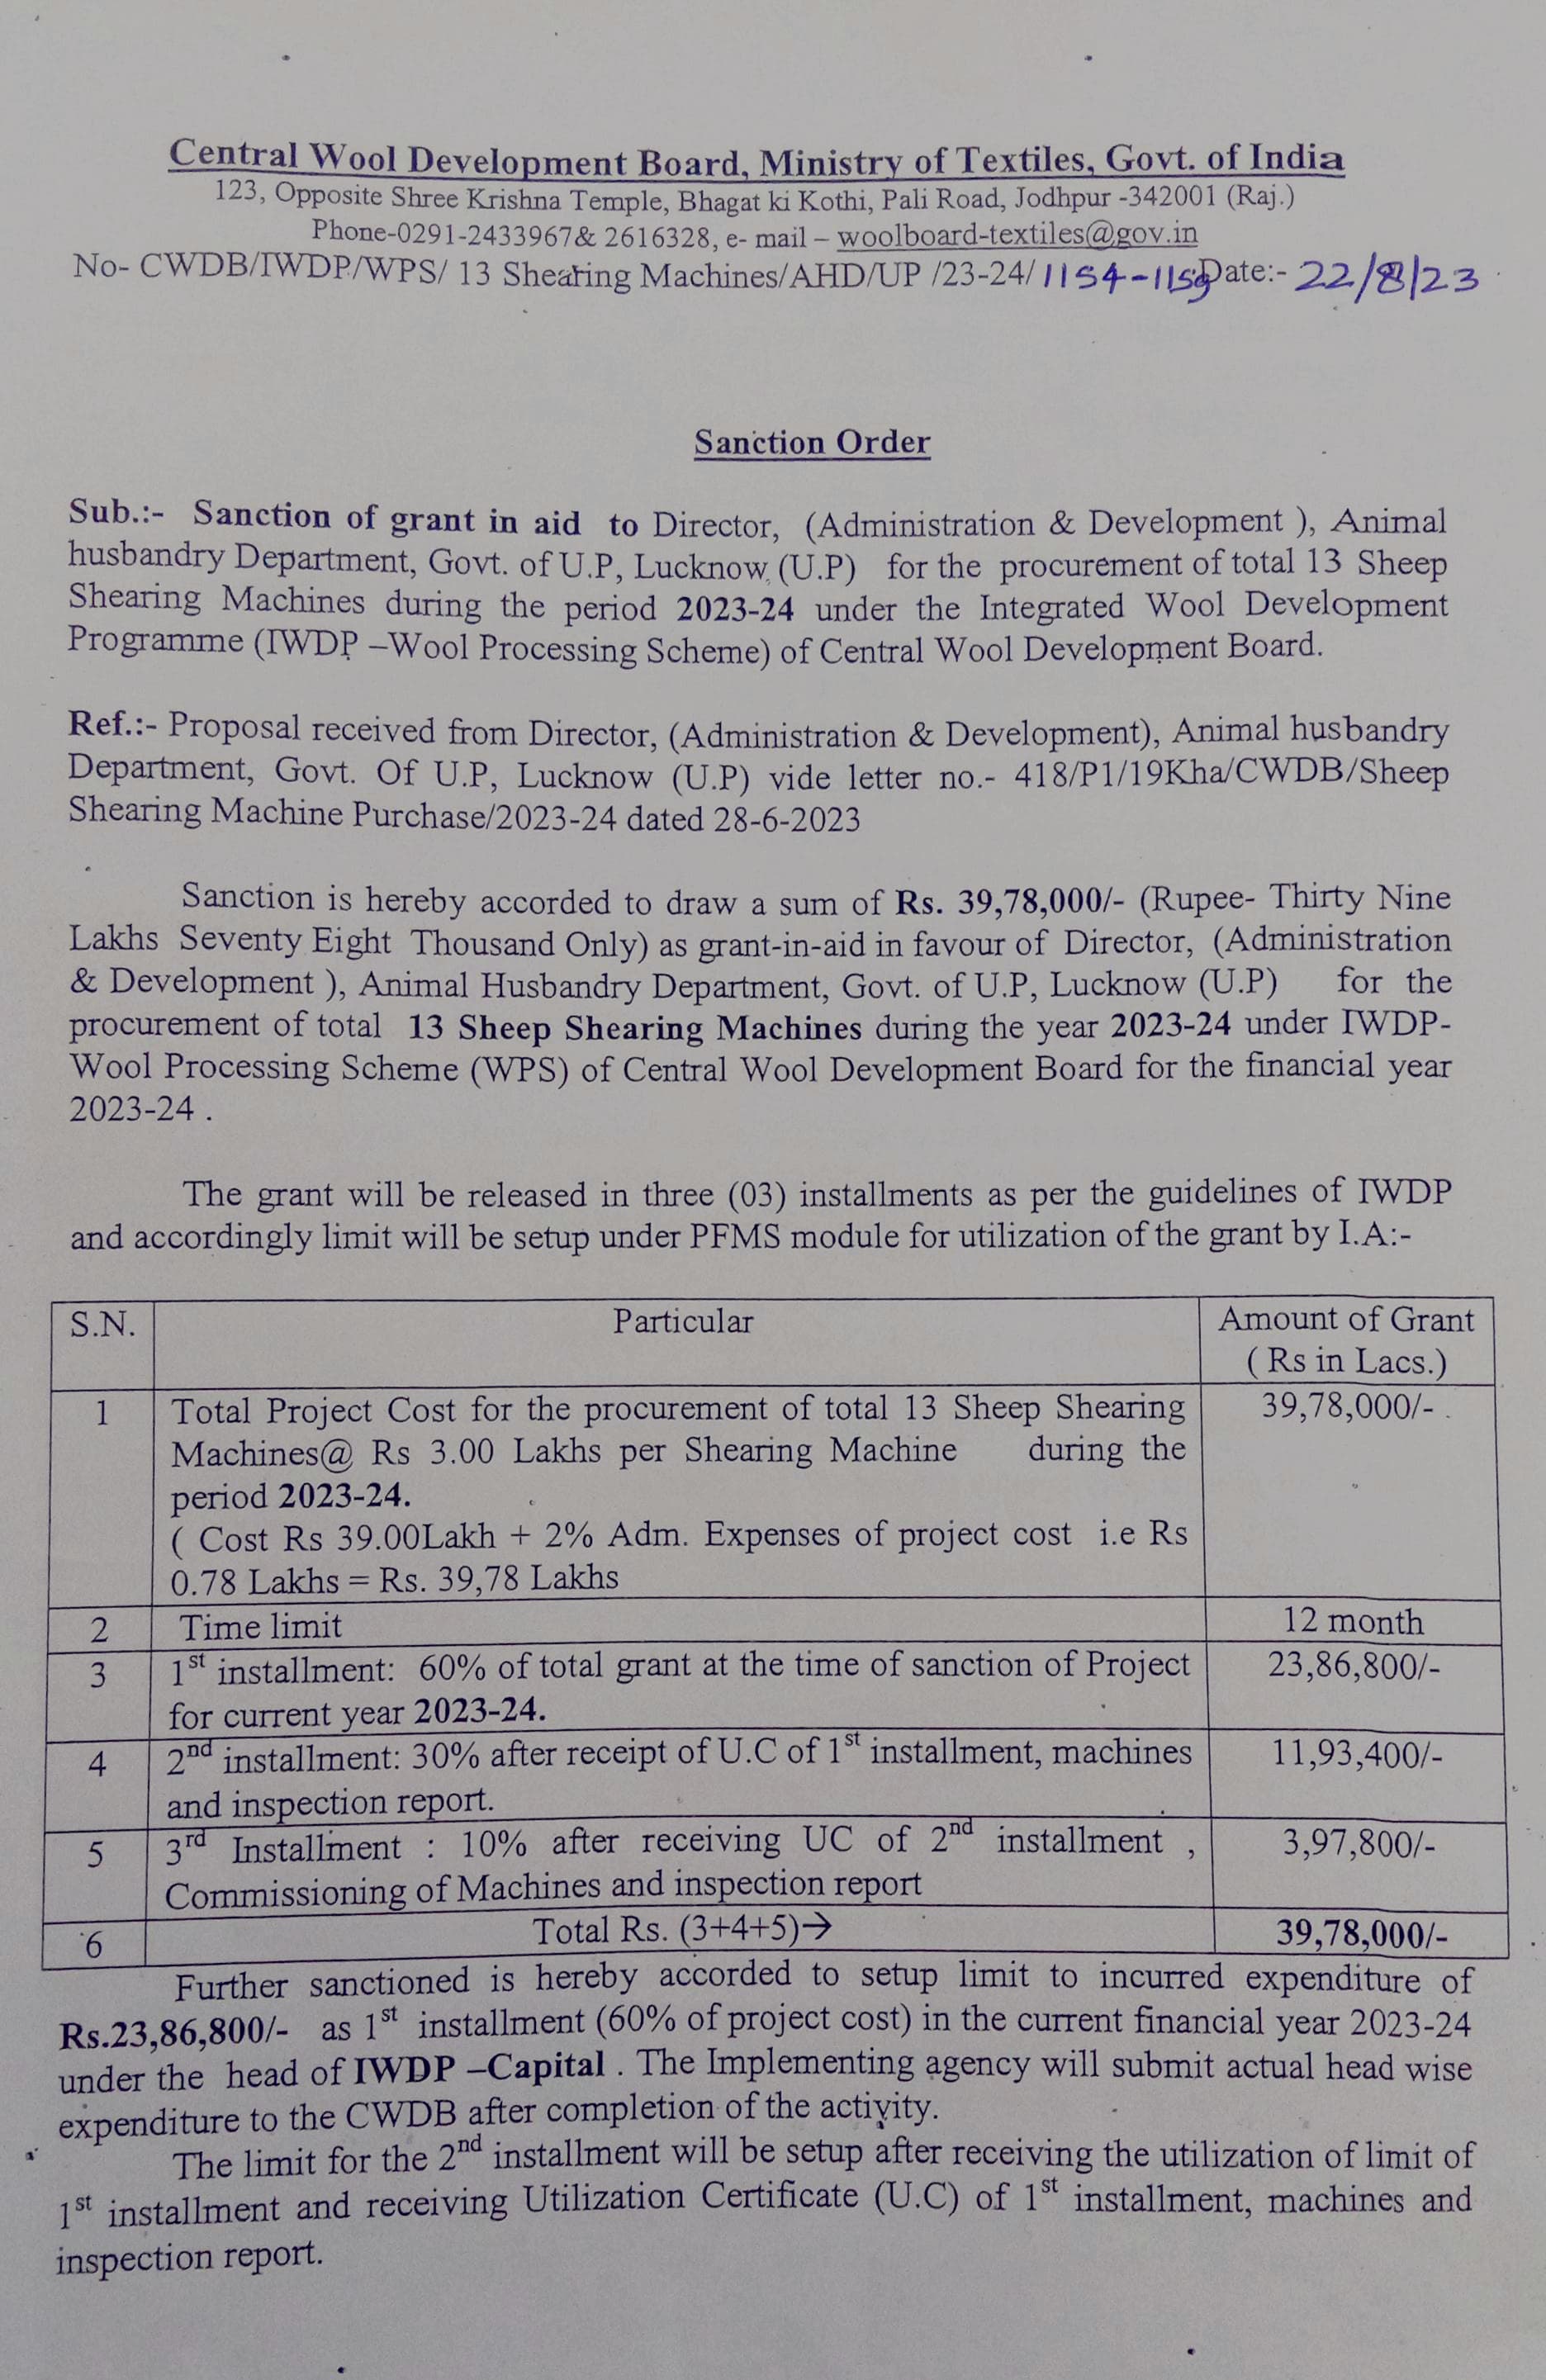 Central Wool Development Board, Ministry of Textiles, Govt. of India
123, Opposite Shree Krishna Temple, Bhagat ki Kothi, Pali Road, Jodhpur -342001 (Raj.)
Phone-0291-2433967& 2616328, e- mail – woolboard-textiles@gov.in
No- CWDB/IWDP/WPS/ 13 Shearing Machines/AHD/UP /23-24/ 1154-1159 Date:- 22/8/23
Sanction Order
Sub.:- Sanction of grant in aid to Director, (Administration & Development ), Animal
husbandry Department, Govt. of U.P, Lucknow (U.P) for the procurement of total 13 Sheep
Shearing Machines during the period 2023-24 under the Integrated Wool Development
Programme (IWDP –Wool Processing Scheme) of Central Wool Development Board.
Ref.:- Proposal received from Director, (Administration & Development), Animal husbandry
Department, Govt. Of U.P, Lucknow (U.P) vide letter no.- 418/P1/19Kha/CWDB/Sheep
Shearing Machine Purchase/2023-24 dated 28-6-2023
Sanction is hereby accorded to draw a sum of Rs. 39,78,000/- (Rupee- Thirty Nine
Lakhs Seventy Eight Thousand Only) as grant-in-aid in favour of Director, (Administration
& Development ), Animal Husbandry Department, Govt. of U.P, Lucknow (U.P) for the
procurement of total 13 Sheep Shearing Machines during the year 2023-24 under IWDP-
Wool Processing Scheme (WPS) of Central Wool Development Board for the financial year
2023-24 .
The grant will be released in three (03) installments as per the guidelines of IWDP
and accordingly limit will be setup under PFMS module for utilization of the grant by I.A:-
S.N. Particular Amount of Grant
( Rs in Lacs.)
1 Total Project Cost for the procurement of total 13 Sheep Shearing 39,78,000/-
Machines@ Rs 3.00 Lakhs per Shearing Machine during the
period 2023-24.
( Cost Rs 39.00Lakh + 2% Adm. Expenses of project cost i.e Rs
0.78 Lakhs = Rs. 39,78 Lakhs
2 Time limit 12 month
3 1st installment: 60% of total grant at the time of sanction of Project 23,86,800/-
for current year 2023-24.
4 2nd installment: 30% after receipt of U.C of 1st installment, machines 11,93,400/-
and inspection report.
5 3rd Installment : 10% after receiving UC of 2nd installment , 3,97,800/-
Commissioning of Machines and inspection report
6 Total Rs. (3+4+5)→ 39,78,000/-
Further sanctioned is hereby accorded to setup limit to incurred expenditure of
Rs.23,86,800/- as 1st installment (60% of project cost) in the current financial year 2023-24
under the head of IWDP –Capital . The Implementing agency will submit actual head wise
expenditure to the CWDB after completion of the activity.
The limit for the 2nd installment will be setup after receiving the utilization of limit of
1st installment and receiving Utilization Certificate (U.C) of 1st installment, machines and
inspection report.